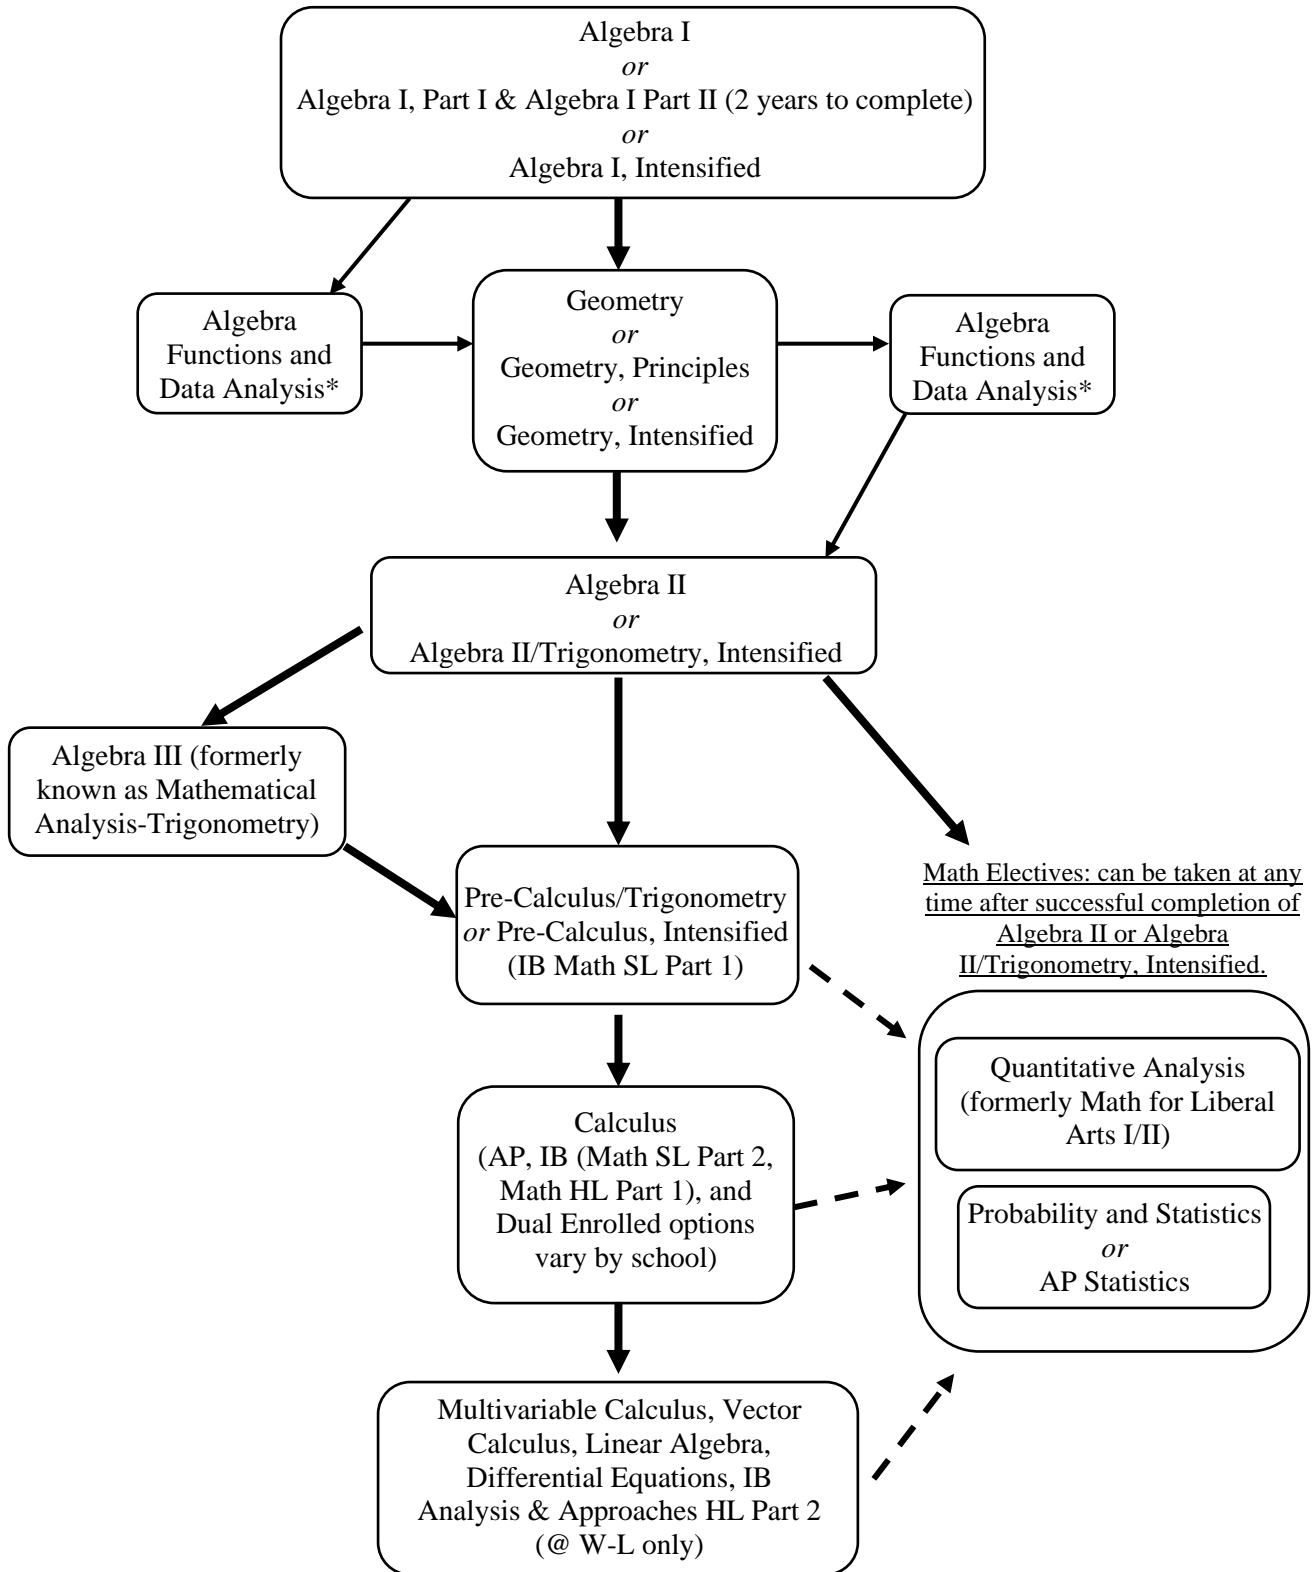 Algebra I
or
Algebra I, Part I & Algebra I Part II (2 years to complete)
or
Algebra I, Intensified
Algebra
Functions and
Data Analysis*
Geometry
or
Geometry, Principles
or
Geometry, Intensified
Algebra
Functions and
Data Analysis*
Algebra II
or
Algebra II/Trigonometry, Intensified
Algebra III (formerly
known as Mathematical
Analysis-Trigonometry)
Pre-Calculus/Trigonometry
or Pre-Calculus, Intensified
(IB Math SL Part 1)
Math Electives: can be taken at any
time after successful completion of
Algebra II or Algebra
II/Trigonometry, Intensified.
Quantitative Analysis
(formerly Math for Liberal
Arts I/II)
Probability and Statistics
or
AP Statistics
Calculus
(AP, IB (Math SL Part 2,
Math HL Part 1), and
Dual Enrolled options
vary by school)
Multivariable Calculus, Vector
Calculus, Linear Algebra,
Differential Equations, IB
Analysis & Approaches HL Part 2
(@ W-L only)